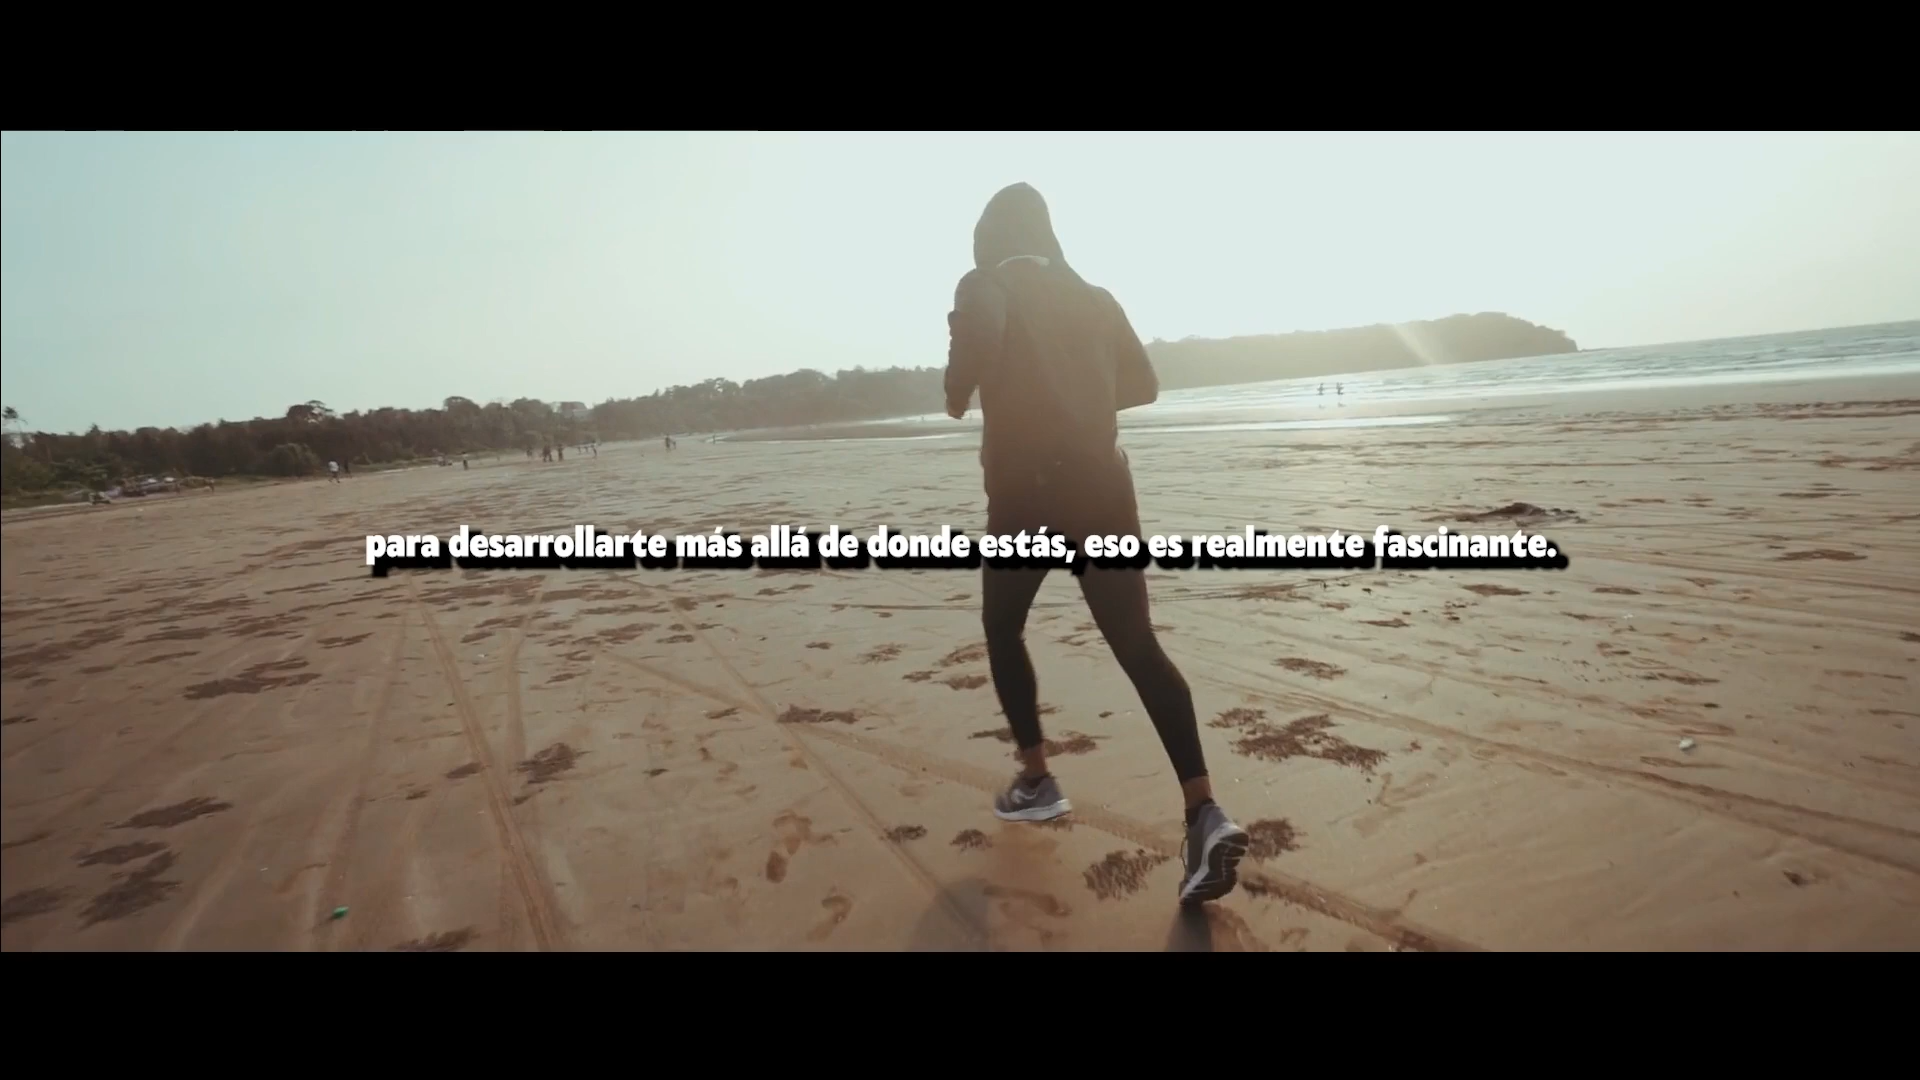 para desarrollarte más allá de donde estás, eso es realmente fascinante.